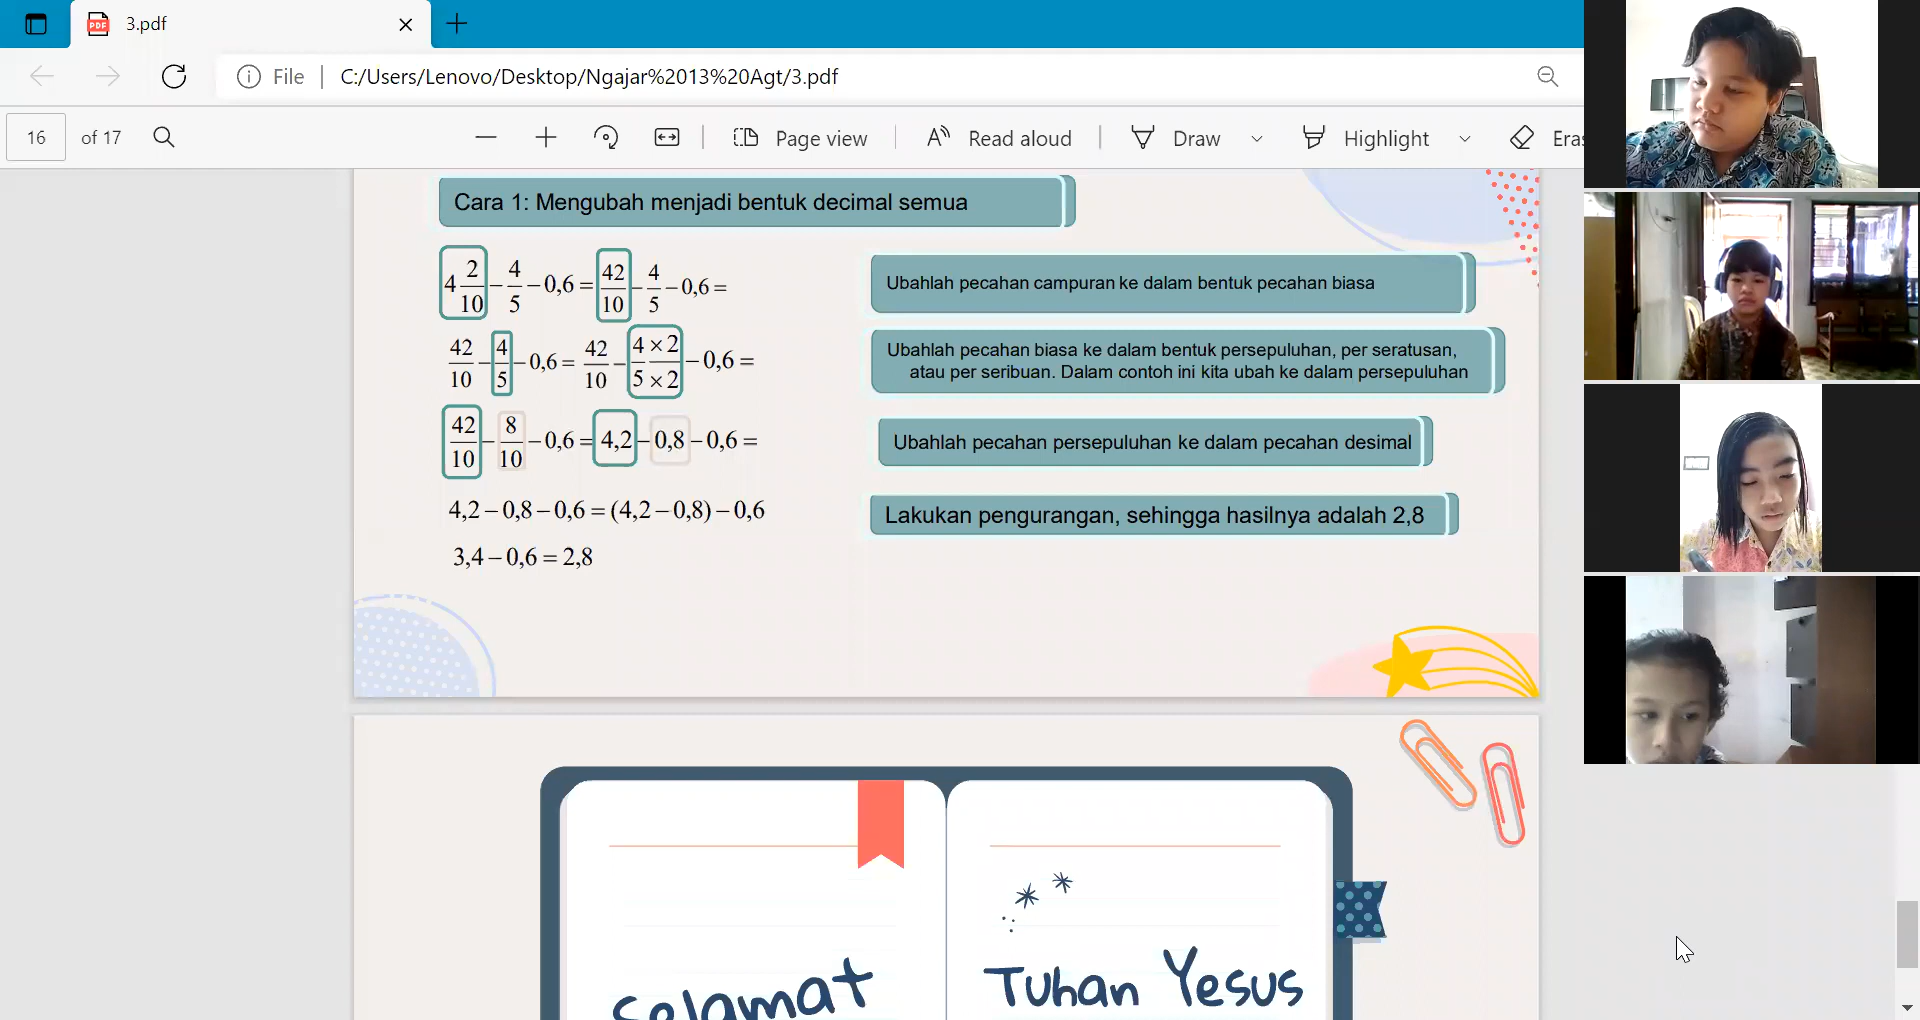 3.pdf
File C:/Users/Lenovo/Desktop/Ngajar%2013%20Agt/3.pdf
16 of 17 Page view Read aloud Draw Highlight Eras
Cara 1: Mengubah menjadi bentuk decimal semua
4 2/10 − 4/5 − 0,6 = 42/10 − 4/5 − 0,6 =
Ubahlah pecahan campuran ke dalam bentuk pecahan biasa
42/10 − 4/5 − 0,6 = 42/10 − 4 × 2/5 × 2 − 0,6 =
Ubahlah pecahan biasa ke dalam bentuk persepuluhan, per seratusan,
atau per seribuan. Dalam contoh ini kita ubah ke dalam persepuluhan
42/10 − 8/10 − 0,6 = 4,2 − 0,8 − 0,6 =
Ubahlah pecahan persepuluhan ke dalam pecahan desimal
4,2 − 0,8 − 0,6 = (4,2 − 0,8) − 0,6
Lakukan pengurangan, sehingga hasilnya adalah 2,8
3,4 − 0,6 = 2,8
Selamat
Tuhan Yesus